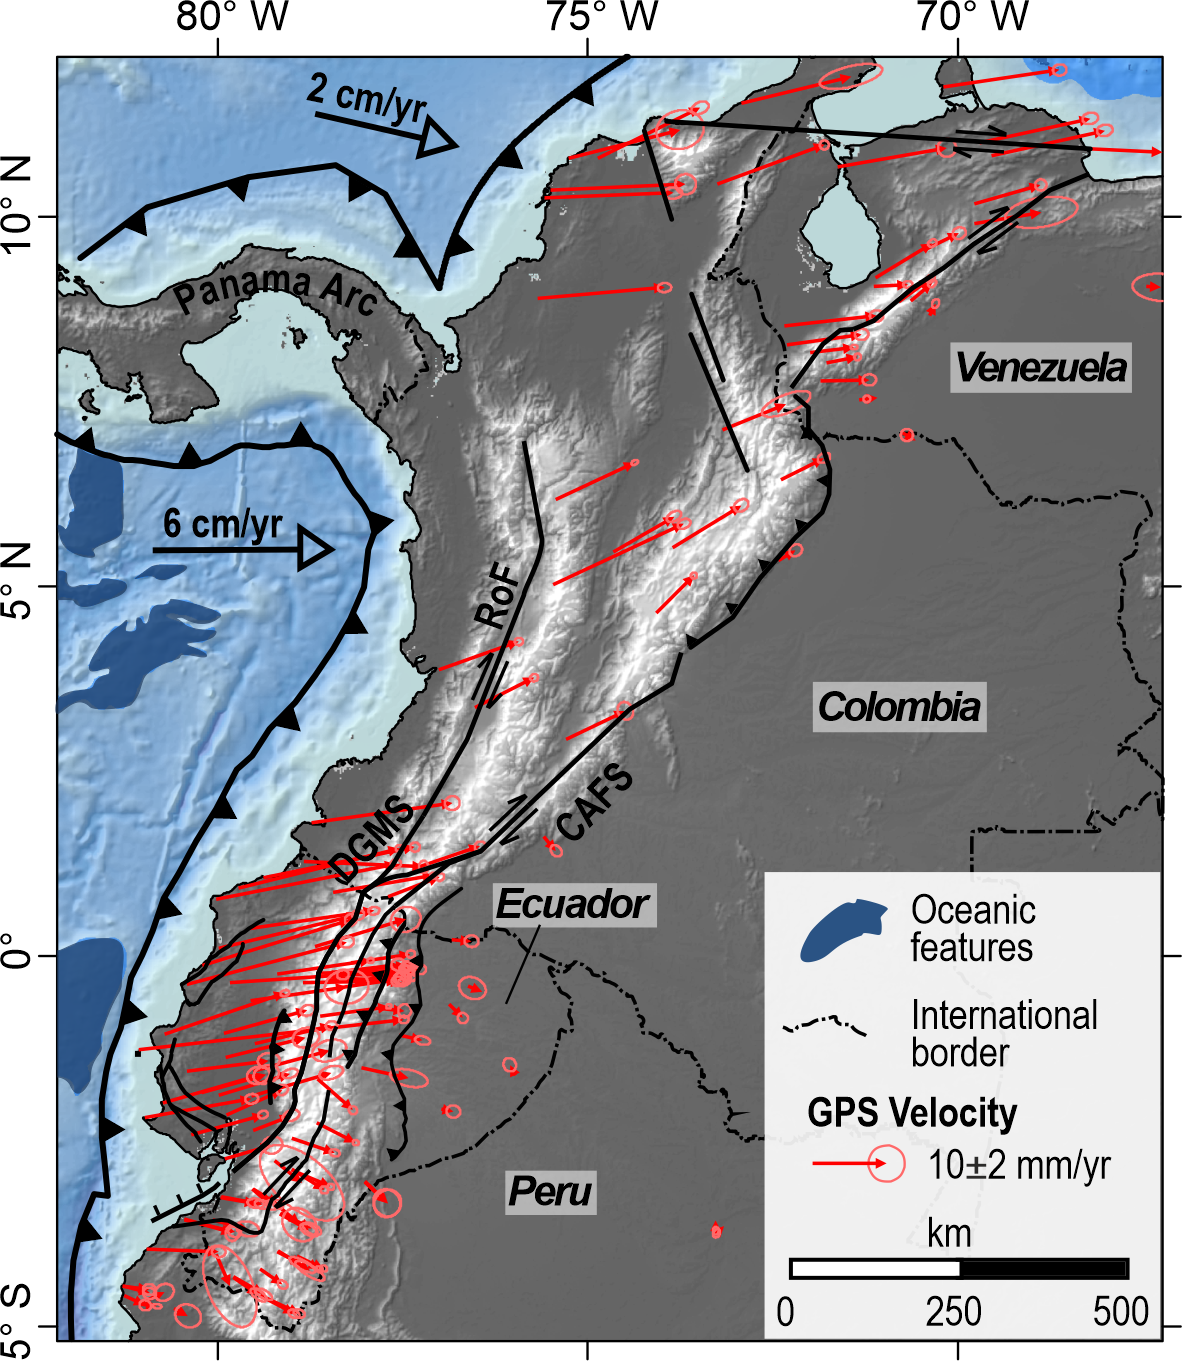 80° W
75° W
70° W
2 cm/yr
10° N
Panama Arc
Venezuela
6 cm/yr
5° N
RoF
Colombia
CAFS
DGMS
Ecuador
Oceanic
features
0°
International
border
GPS Velocity
10±2 mm/yr
Peru
km
0
250
500
5° S